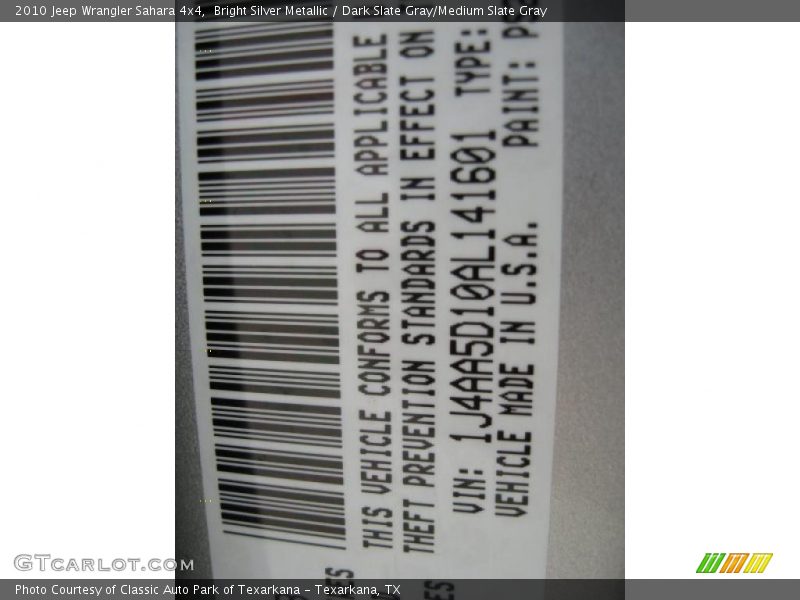 2010 Jeep Wrangler Sahara 4x4, Bright Silver Metallic / Dark Slate Gray/Medium Slate Gray
THIS VEHICLE CONFORMS TO ALL APPLICABLE
THEFT PREVENTION STANDARDS IN EFFECT ON
VIN: 1J4AA5D10AL141601 TYPE:
VEHICLE MADE IN U.S.A. PAINT:
GTCARLOT.COM
Photo Courtesy of Classic Auto Park of Texarkana - Texarkana, TX